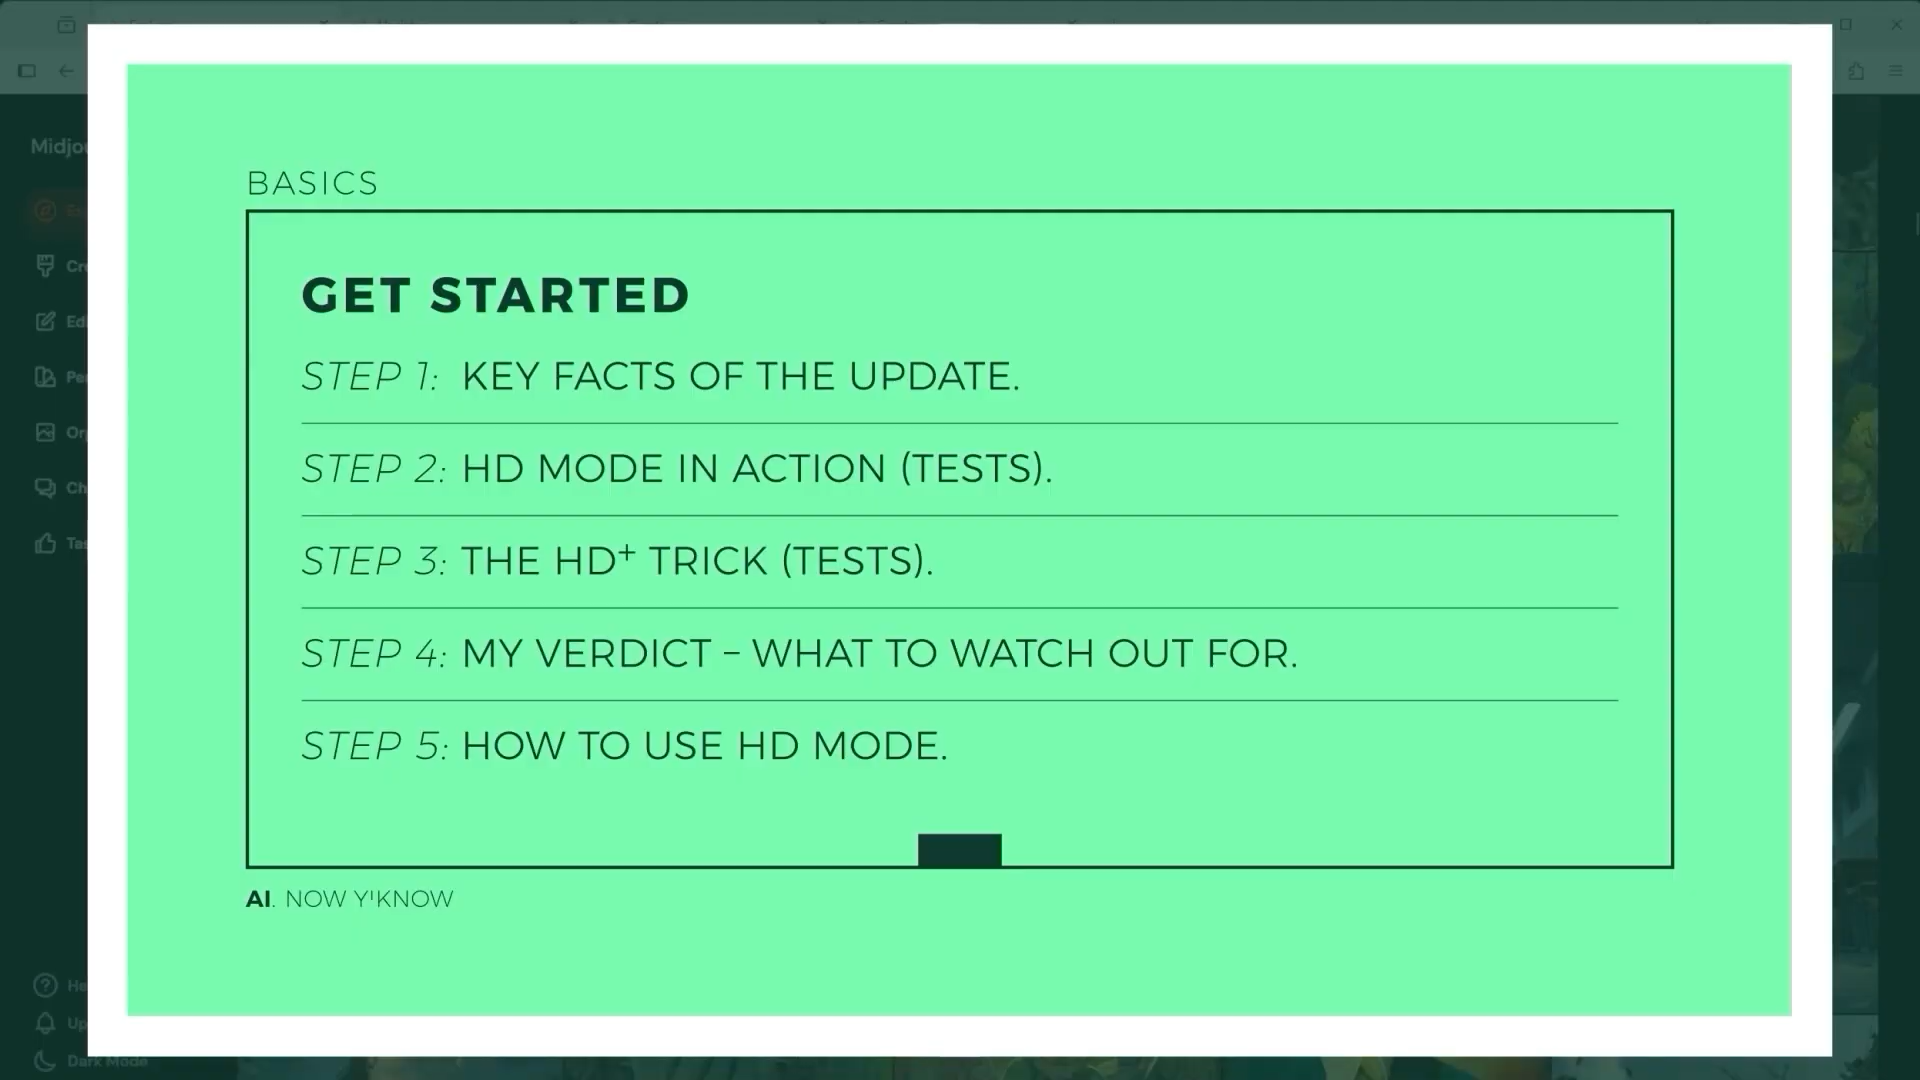 BASICS
GET STARTED
STEP 1: KEY FACTS OF THE UPDATE.
STEP 2: HD MODE IN ACTION (TESTS).
STEP 3: THE HD⁺ TRICK (TESTS).
STEP 4: MY VERDICT – WHAT TO WATCH OUT FOR.
STEP 5: HOW TO USE HD MODE.
AI. NOW Y'KNOW
Dark Mode